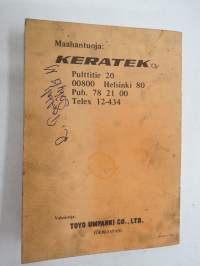 Maahantuoja:
KERATEK Oy
Pulttitie 20
00800 Helsinki 80
Puh. 78 21 00
Telex 12-434
Valmistaja:
TOYO UMPANKI CO., LTD.